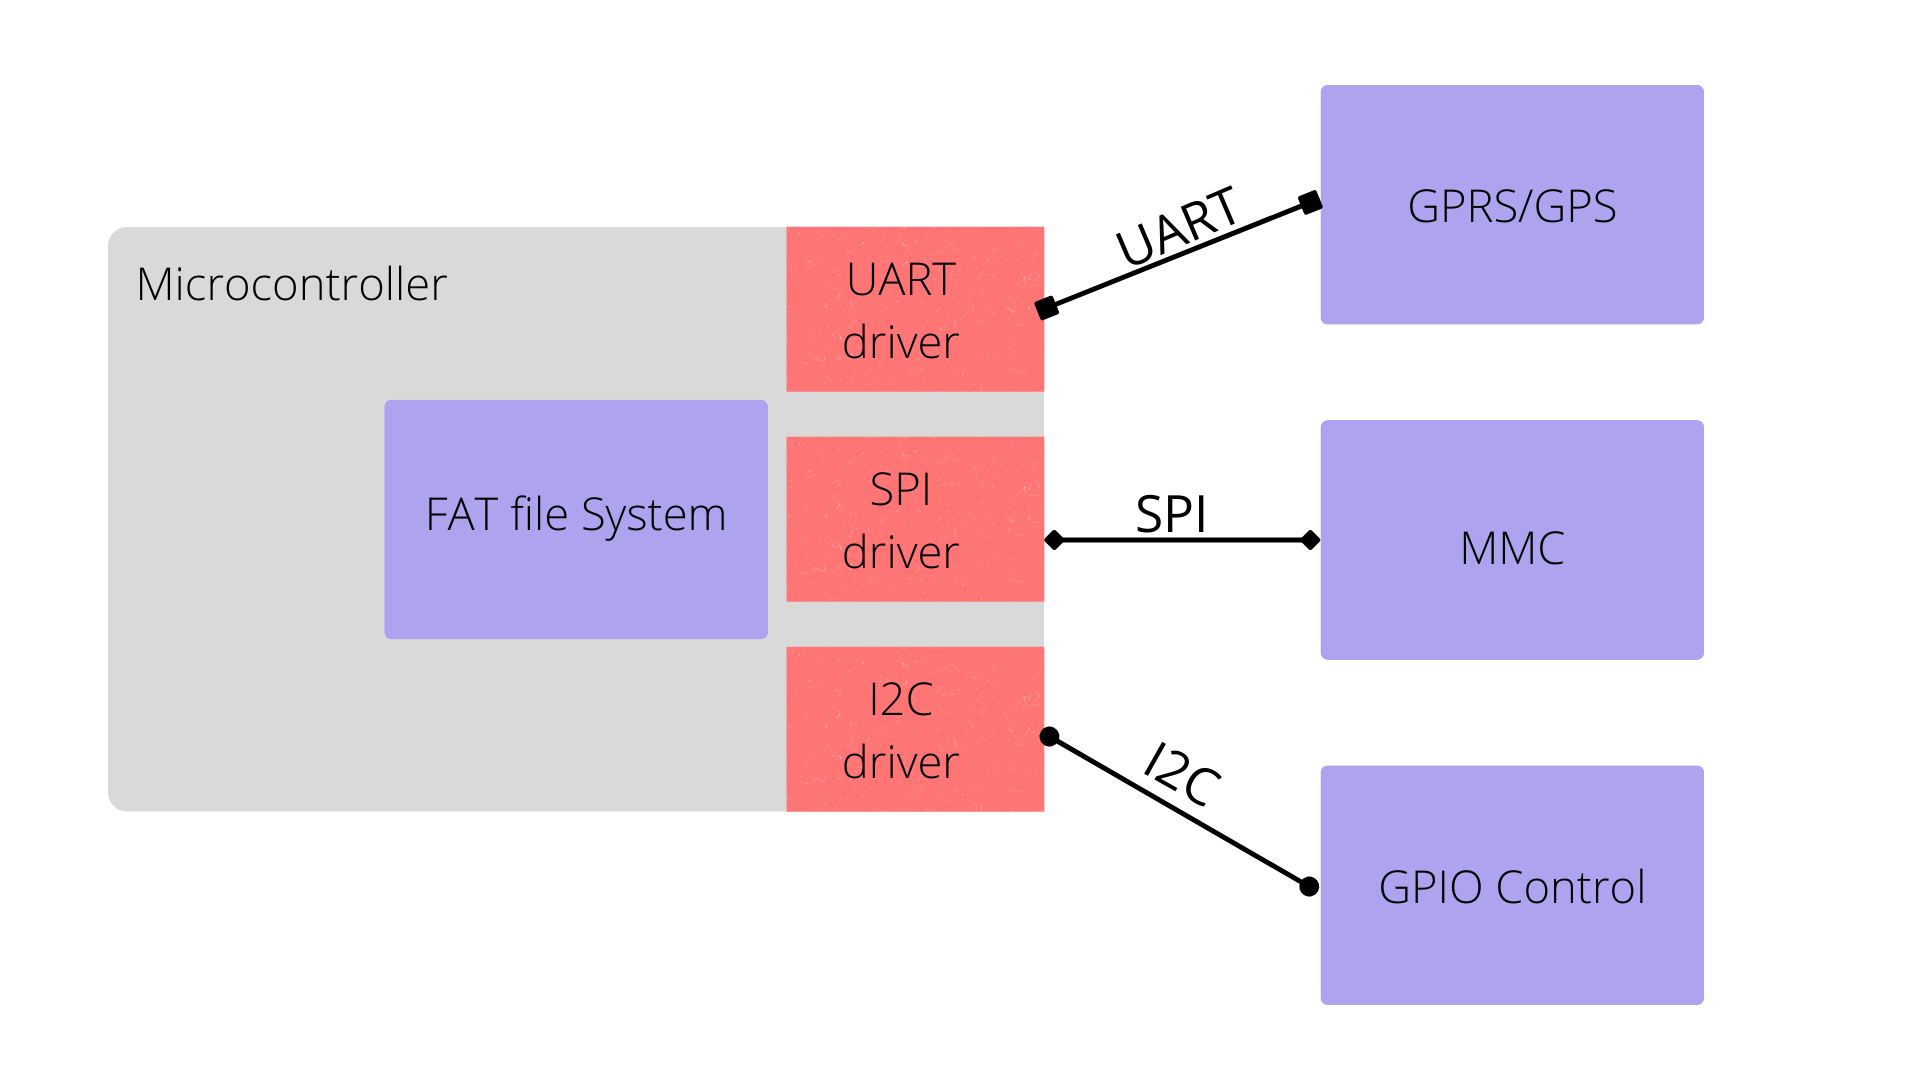 Microcontroller
UART
driver
FAT file System
SPI
driver
I2C
driver
UART
SPI
I2C
GPRS/GPS
MMC
GPIO Control